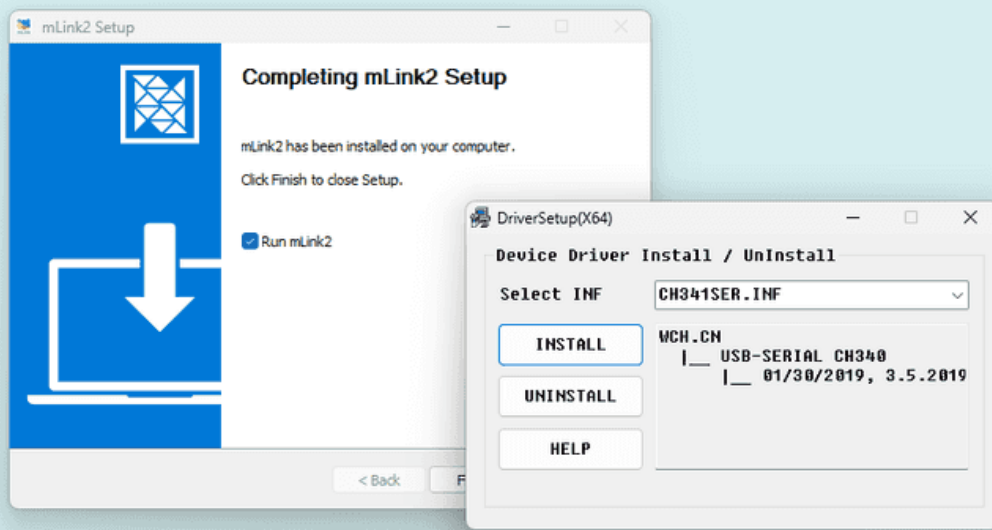 mLink2 Setup
Completing mLink2 Setup
mLink2 has been installed on your computer.
Click Finish to close Setup.
Run mLink2
< Back
DriverSetup(X64)
Device Driver Install / UnInstall
Select INF
CH341SER.INF
INSTALL
UNINSTALL
HELP
WCH.CN
|__ USB-SERIAL CH340
|__ 01/30/2019, 3.5.2019